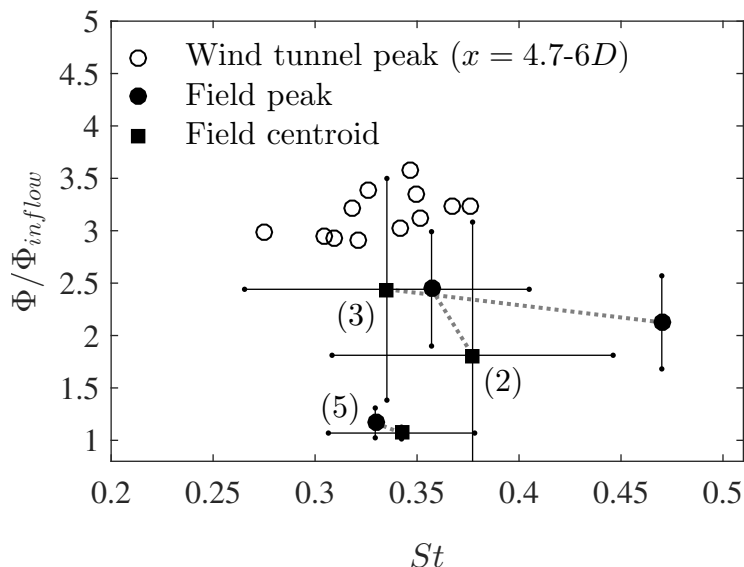 5
4.5
4
3.5
3
2.5
2
1.5
1
Φ/Φ_inflow
Wind tunnel peak (x = 4.7-6D)
Field peak
Field centroid
(3)
(2)
(5)
0.2 0.25 0.3 0.35 0.4 0.45 0.5
St